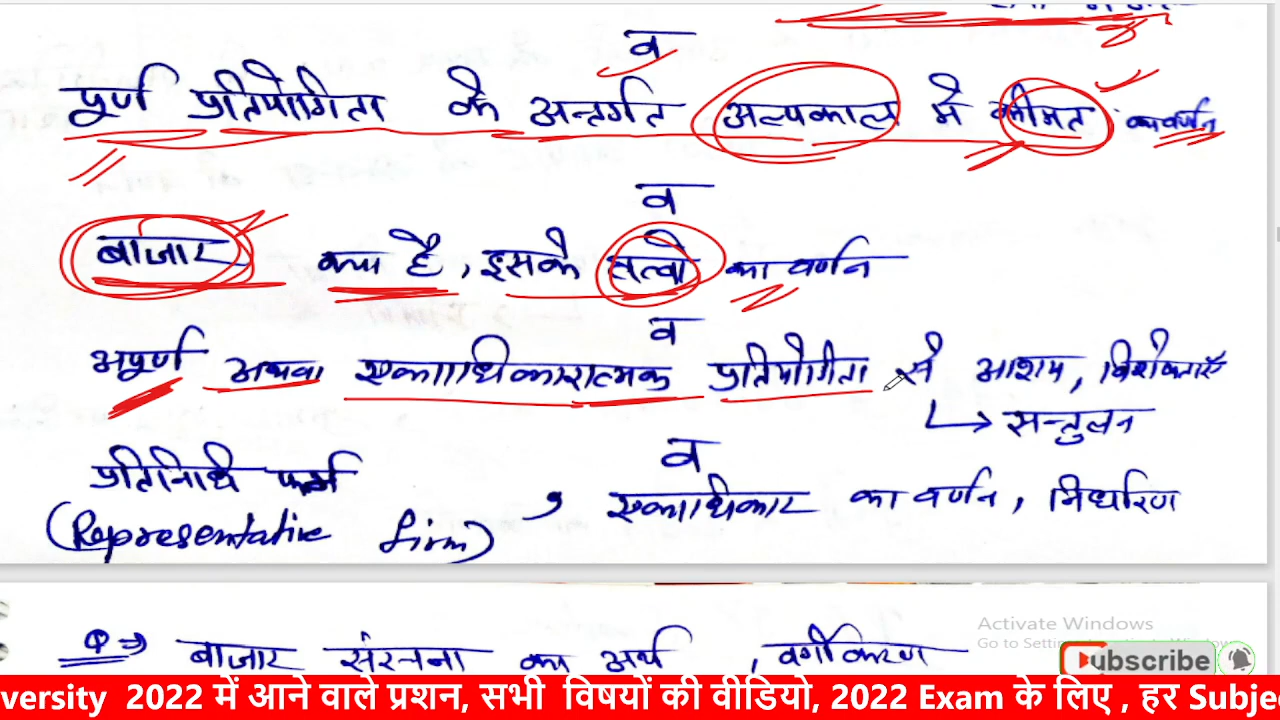 व
पूर्ण प्रतियोगिता के अन्तर्गत अल्पकाल मे कीमत का वर्णन
व
बाजार क्या है, इसके तत्वो का वर्णन
व
अपूर्ण अथवा एकाधिकारात्मक प्रतियोगिता से आशय, विशेषताएँ
↳ सन्तुलन
व
प्रतिनिधि फर्म , एकाधिकार का वर्णन, निर्धारण
(Representative firm)
Q ⇒ बाजार संरचना का अर्थ , वर्गीकरण
Activate Windows
Subscribe
versity 2022 में आने वाले प्रशन, सभी विषयों की वीडियो, 2022 Exam के लिए , हर Subje